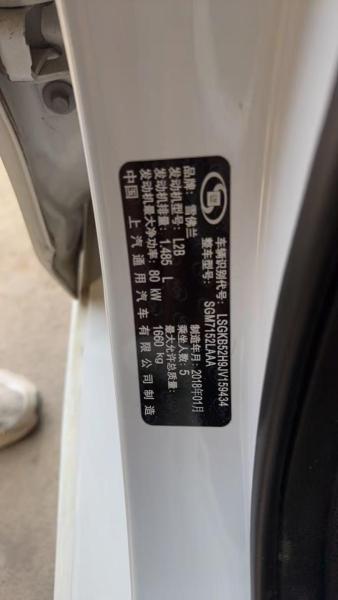 车辆识别代号: LSGKB52H9JV159434
整车型号: SGM7152LAAA
品牌: 雪佛兰 制造年月: 2018年01月
发动机型号: L2B 乘坐人数: 5
发动机排量: 1.485 L 最大允许总质量:
发动机最大净功率: 80 kW 1660 kg
中国 上汽通用汽车有限公司制造